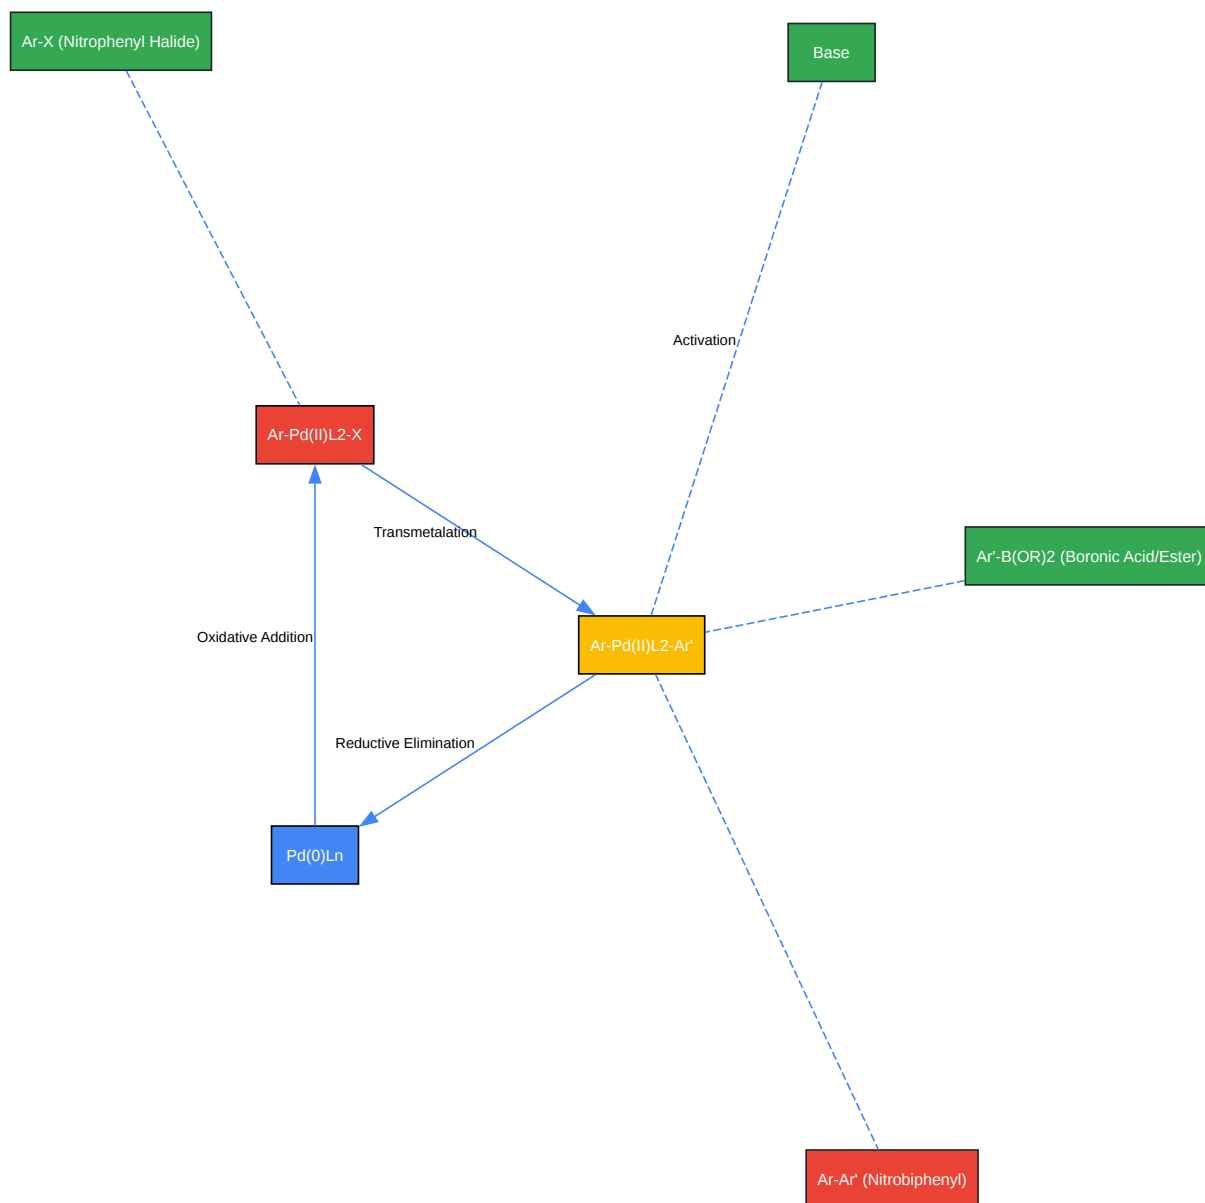 Ar-X (Nitrophenyl Halide)
Base
Activation
Ar-Pd(II)L2-X
Transmetalation
Ar'-B(OR)2 (Boronic Acid/Ester)
Oxidative Addition
Ar-Pd(II)L2-Ar'
Reductive Elimination
Pd(0)Ln
Ar-Ar' (Nitrobiphenyl)